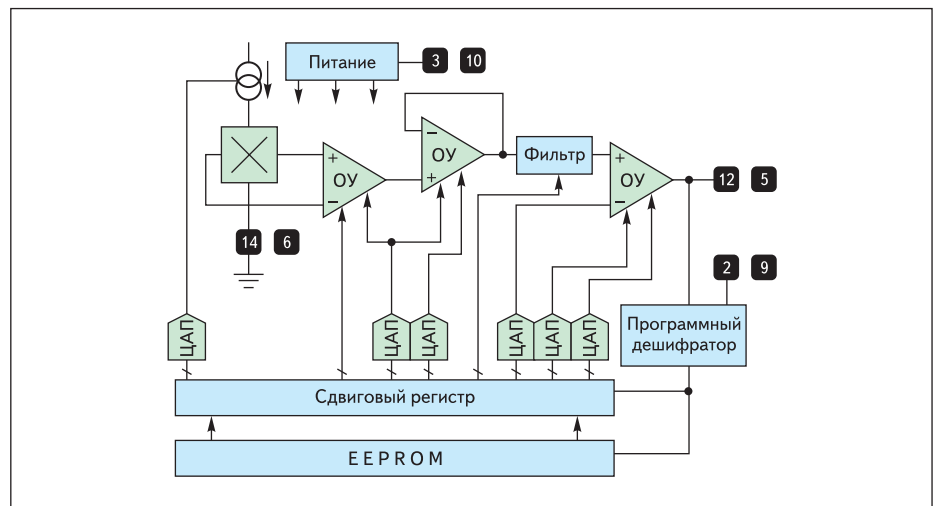 Питание
3 10
ОУ
ОУ
Фильтр
ОУ
12 5
14 6
2 9
ЦАП
ЦАП
ЦАП
ЦАП
ЦАП
ЦАП
Программный
дешифратор
Сдвиговый регистр
EEPROM